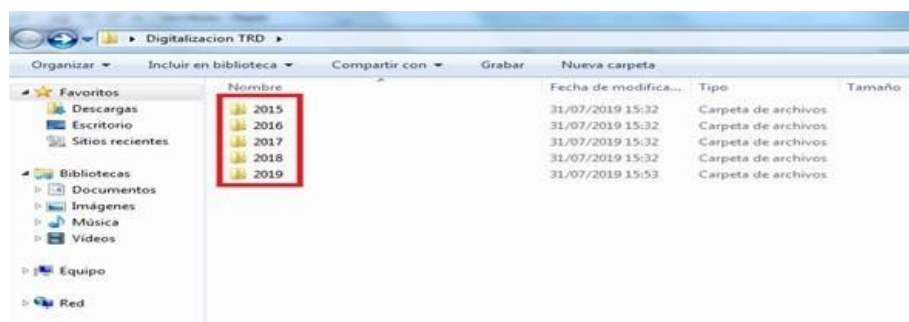 Digitalizacion TRD
Organizar Incluir en biblioteca Compartir con Grabar Nueva carpeta
Nombre Fecha de modifica... Tipo Tamaño
Favoritos
Descargas
Escritorio
Sitios recientes
Bibliotecas
Documentos
Imágenes
Música
Vídeos
Equipo
Red
2015 31/07/2019 15:32 Carpeta de archivos
2016 31/07/2019 15:32 Carpeta de archivos
2017 31/07/2019 15:32 Carpeta de archivos
2018 31/07/2019 15:32 Carpeta de archivos
2019 31/07/2019 15:53 Carpeta de archivos